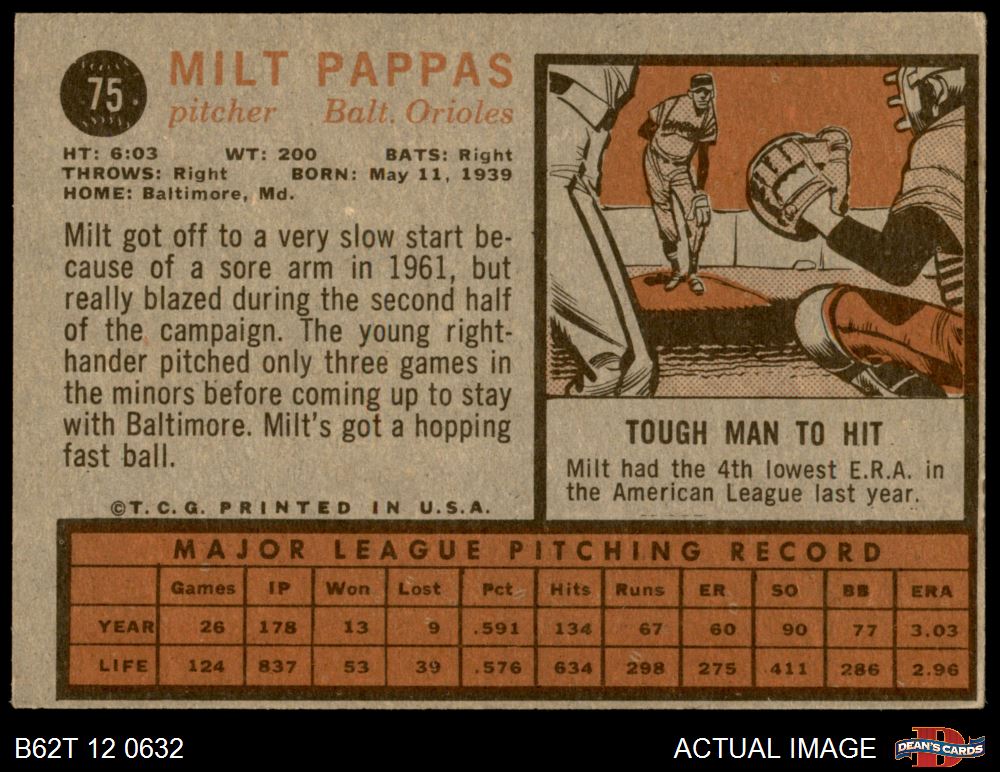 75
MILT PAPPAS
pitcher Balt. Orioles
HT: 6:03 WT: 200 BATS: Right
THROWS: Right BORN: May 11, 1939
HOME: Baltimore, Md.
Milt got off to a very slow start be-
cause of a sore arm in 1961, but
really blazed during the second half
of the campaign. The young right-
hander pitched only three games in
the minors before coming up to stay
with Baltimore. Milt's got a hopping
fast ball.
©T.C.G. PRINTED IN U.S.A.
TOUGH MAN TO HIT
Milt had the 4th lowest E.R.A. in
the American League last year.
MAJOR LEAGUE PITCHING RECORD
Games IP Won Lost Pct Hits Runs ER SO BB ERA
YEAR 26 178 13 9 .591 134 67 60 90 77 3.03
LIFE 124 837 53 39 .576 634 298 275 411 286 2.96
B62T 12 0632
ACTUAL IMAGE
D
DEAN'S CARDS